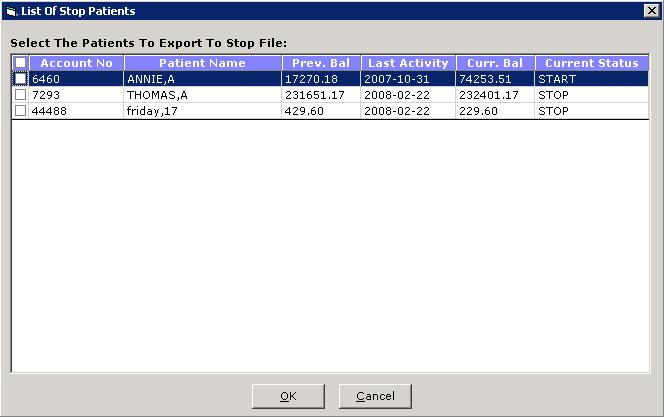 List Of Stop Patients
Select The Patients To Export To Stop File:
Account No Patient Name Prev. Bal Last Activity Curr. Bal Current Status
6460 ANNIE,A 17270.18 2007-10-31 74253.51 START
7293 THOMAS,A 231651.17 2008-02-22 232401.17 STOP
44488 friday,17 429.60 2008-02-22 229.60 STOP
OK Cancel